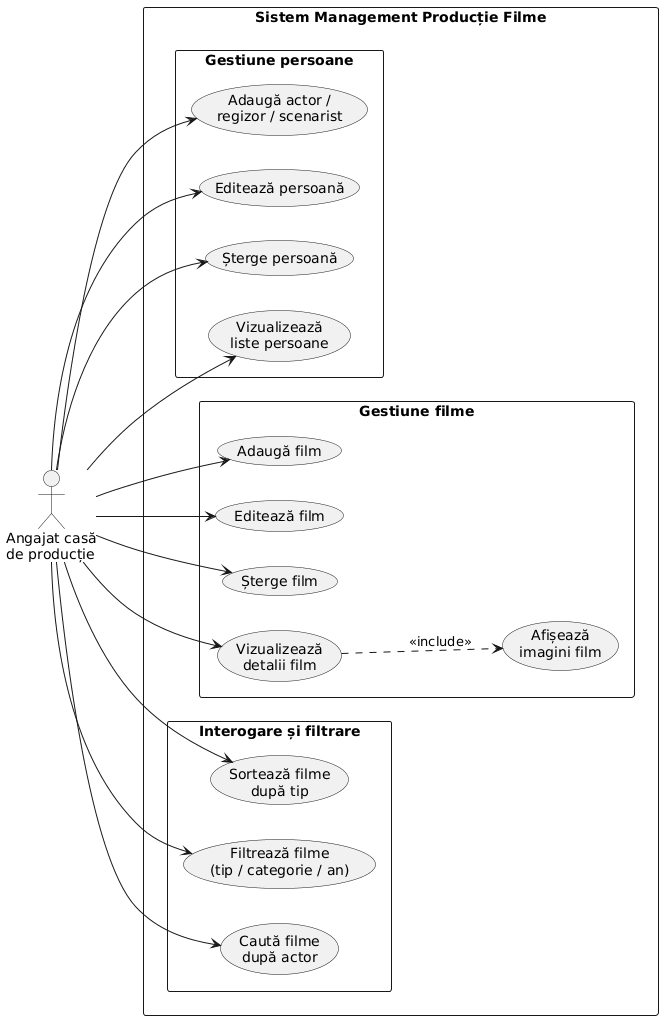 Sistem Management Producție Filme
Gestiune persoane
Adaugă actor /
regizor / scenarist
Editează persoană
Șterge persoană
Vizualizează
liste persoane
Gestiune filme
Adaugă film
Editează film
Șterge film
Vizualizează
detalii film
«include»
Afișează
imagini film
Angajat casă
de producție
Interogare și filtrare
Sortează filme
după tip
Filtrează filme
(tip / categorie / an)
Caută filme
după actor